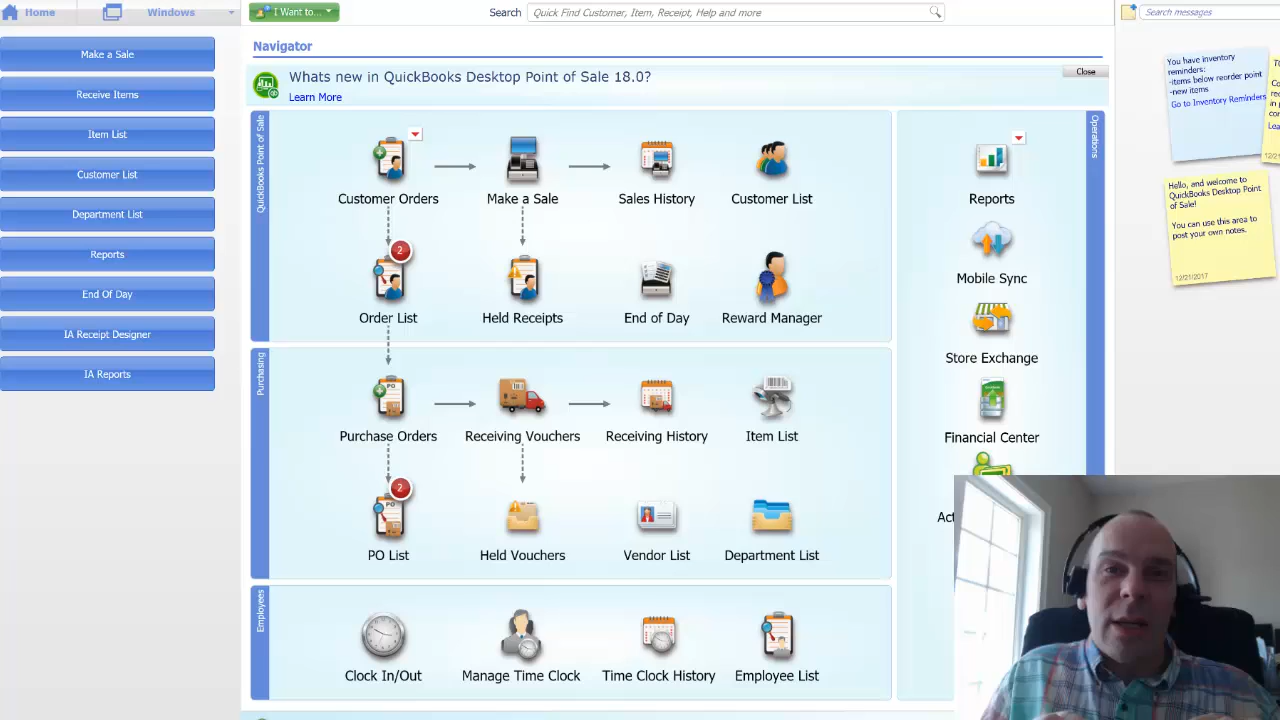 Home
Windows
I Want to...
Search
Quick Find Customer, Item, Receipt, Help and more
Search messages
Make a Sale
Receive Items
Item List
Customer List
Department List
Reports
End Of Day
IA Receipt Designer
IA Reports
Navigator
Whats new in QuickBooks Desktop Point of Sale 18.0?
Learn More
Close
QuickBooks Point of Sale
Customer Orders
Make a Sale
Sales History
Customer List
2
Order List
Held Receipts
End of Day
Reward Manager
Purchasing
Purchase Orders
Receiving Vouchers
Receiving History
Item List
2
PO List
Held Vouchers
Vendor List
Department List
Employees
Clock In/Out
Manage Time Clock
Time Clock History
Employee List
Operations
Reports
Mobile Sync
Store Exchange
Financial Center
You have inventory
reminders:
-items below reorder point
-new items
Go to Inventory Reminders
Hello, and welcome to
QuickBooks Desktop Point
of Sale!
You can use this area to
post your own notes.
12/21/2017